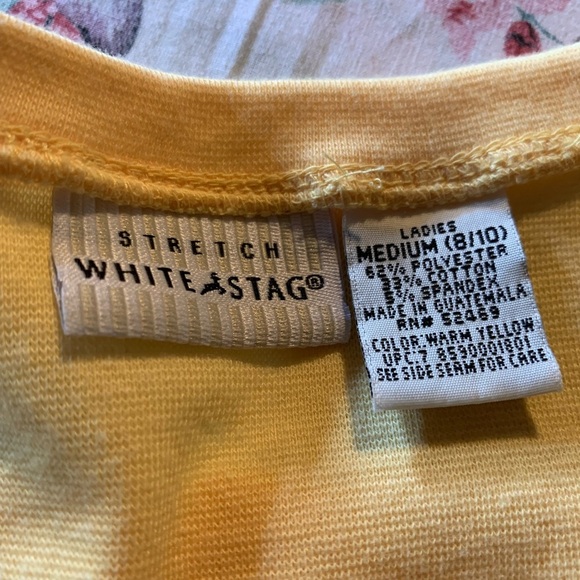 STRETCH
WHITE STAG®
LADIES
MEDIUM (8/10)
62% POLYESTER
33% COTTON
5% SPANDEX
MADE IN GUATEMALA
RN# 52469
COLOR: WARM YELLOW
UPC:7 8590001801
SEE SIDE SEAM FOR CARE